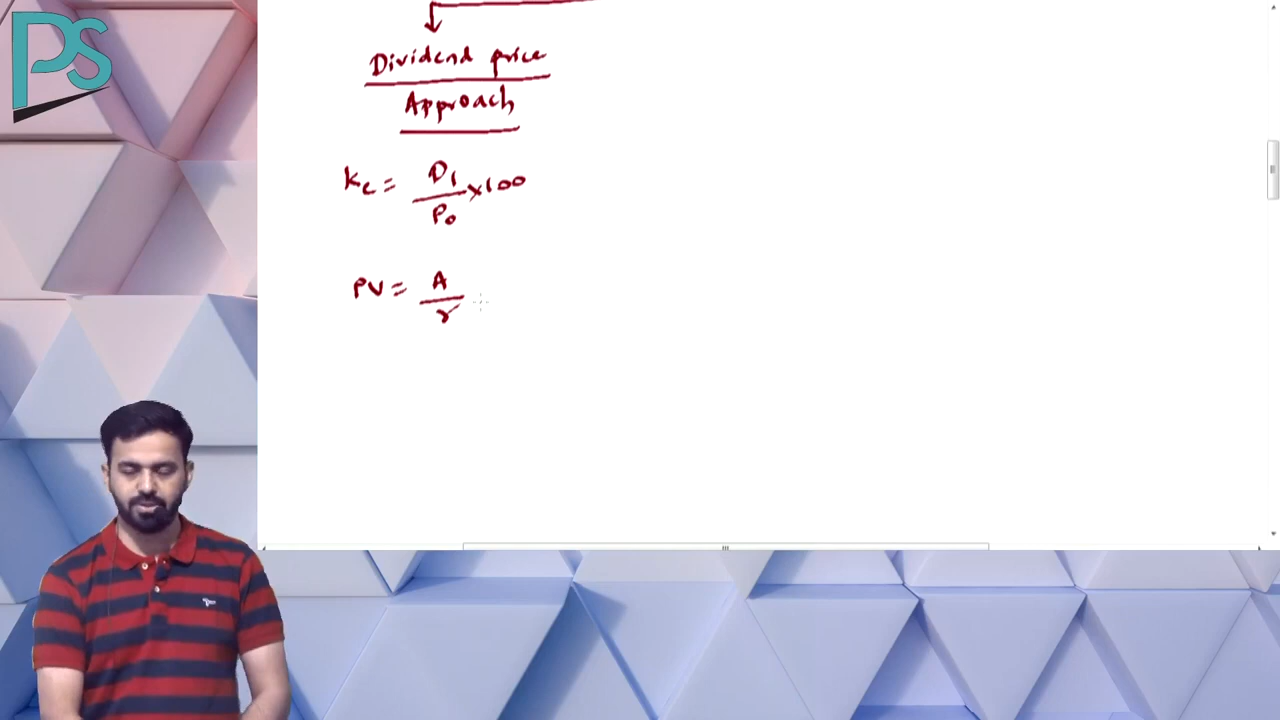 PS
Dividend price
Approach
Kc = D1/P0 × 100
PV = A/r